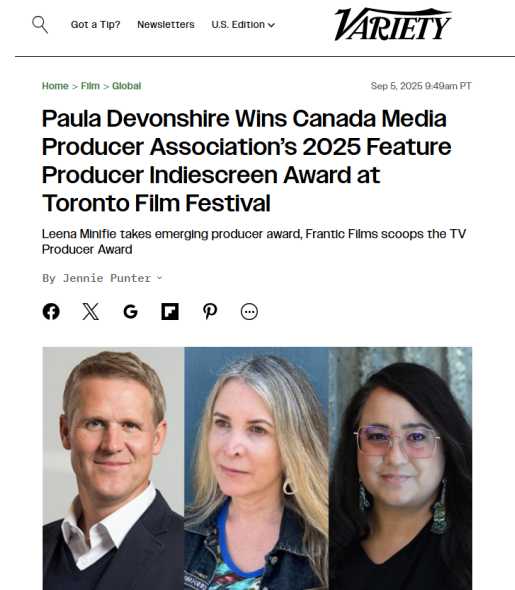 Got a Tip? Newsletters U.S. Edition VARIETY
Home > Film > Global Sep 5, 2025 9:49am PT
Paula Devonshire Wins Canada Media
Producer Association's 2025 Feature
Producer Indiescreen Award at
Toronto Film Festival
Leena Minifie takes emerging producer award, Frantic Films scoops the TV
Producer Award
By Jennie Punter